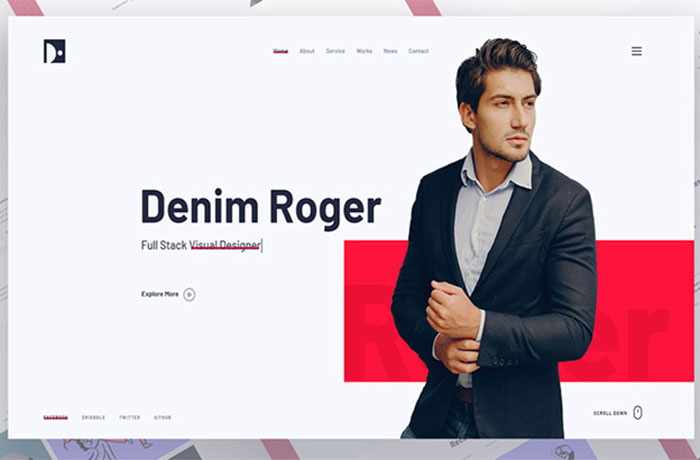 Home About Service Works News Contact
Denim Roger
Full Stack Visual Designer
Explore More
Roger
FACEBOOK DRIBBBLE TWITTER GITHUB
SCROLL DOWN